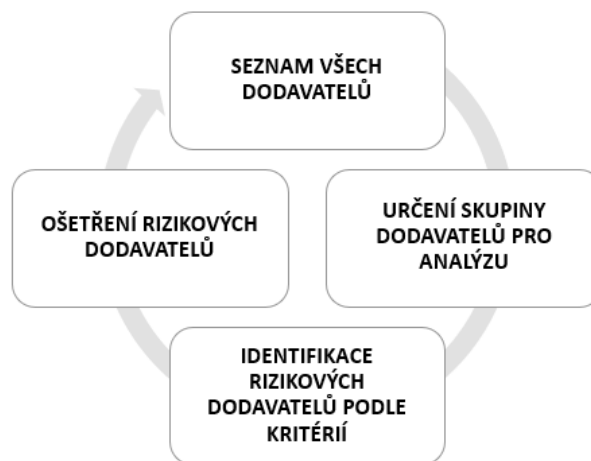 SEZNAM VŠECH
DODAVATELŮ
URČENÍ SKUPINY
DODAVATELŮ PRO
ANALÝZU
IDENTIFIKACE
RIZIKOVÝCH
DODAVATELŮ PODLE
KRITÉRIÍ
OŠETŘENÍ RIZIKOVÝCH
DODAVATELŮ